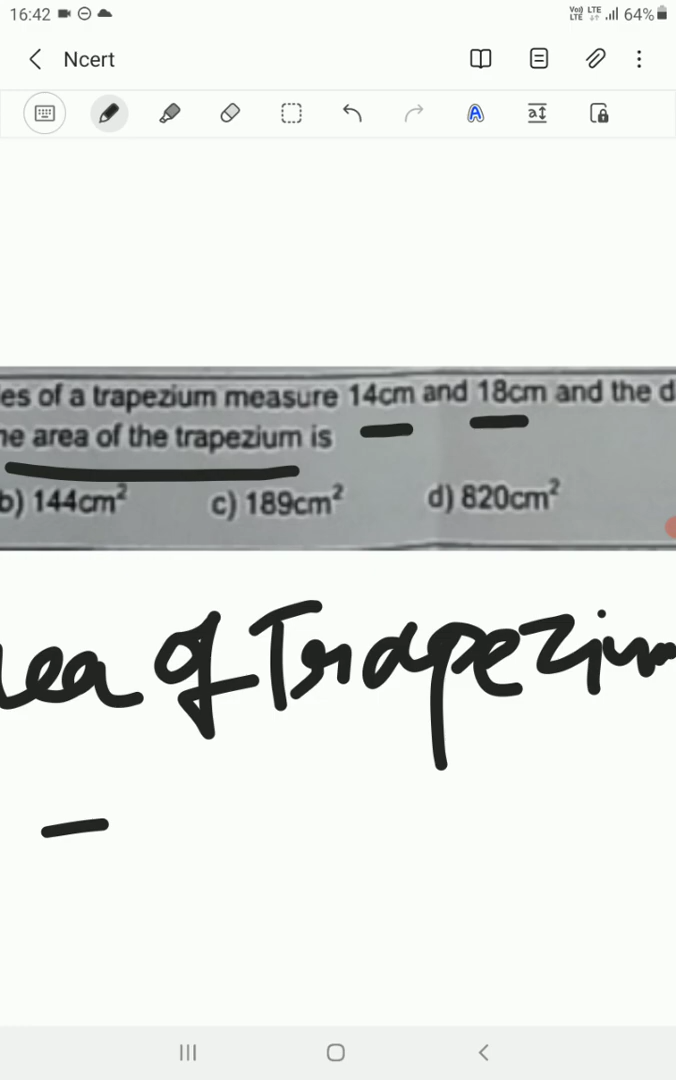 16:42 64%
Ncert
es of a trapezium measure 14cm and 18cm and the d
he area of the trapezium is
b) 144cm² c) 189cm² d) 820cm²
ea of Trapezium